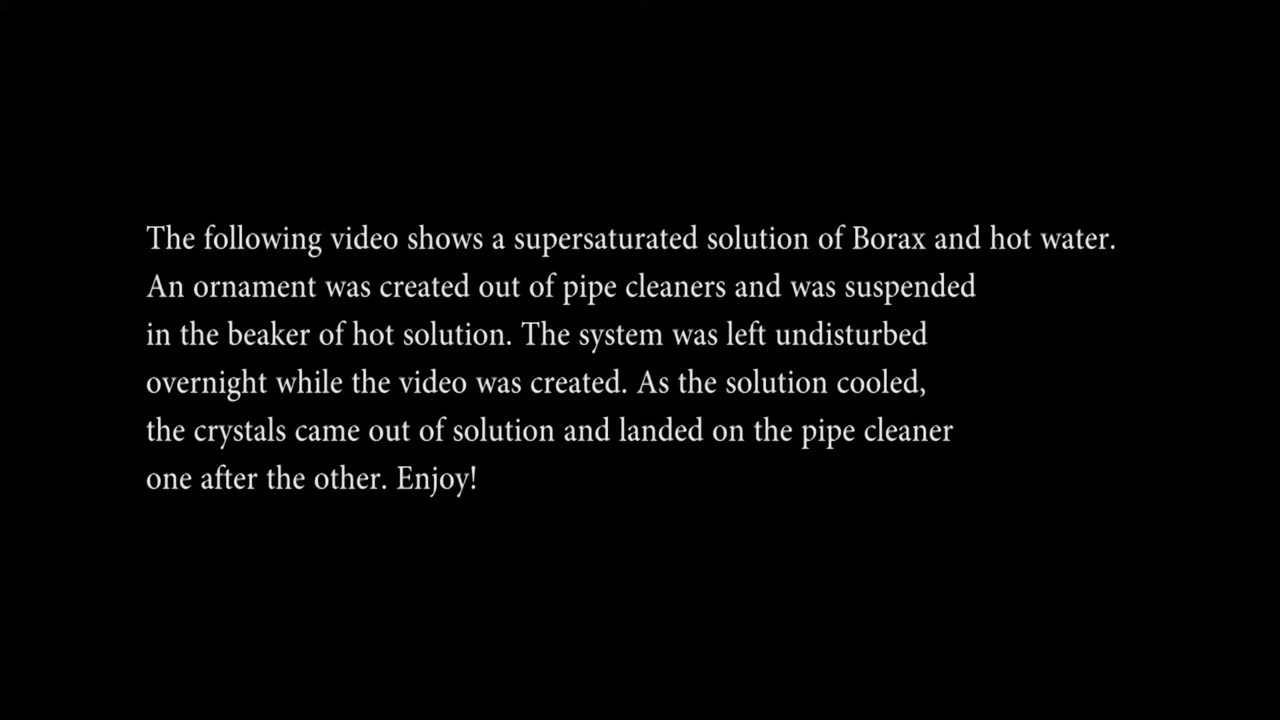 The following video shows a supersaturated solution of Borax and hot water.
An ornament was created out of pipe cleaners and was suspended
in the beaker of hot solution. The system was left undisturbed
overnight while the video was created. As the solution cooled,
the crystals came out of solution and landed on the pipe cleaner
one after the other. Enjoy!